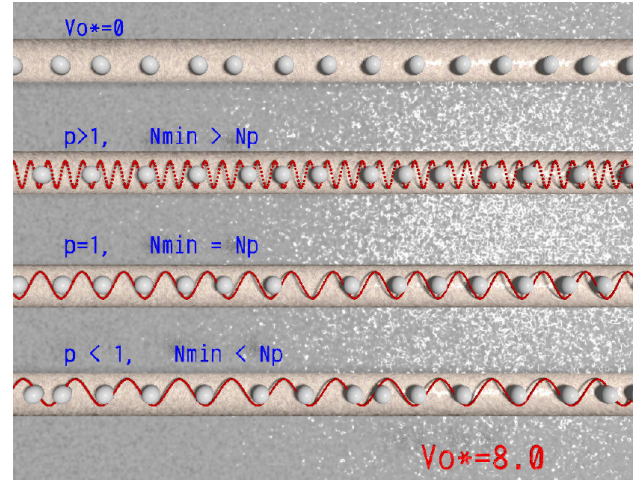 Vo*=0
p>1, Nmin > Np
p=1, Nmin = Np
p < 1, Nmin < Np
Vo*=8.0